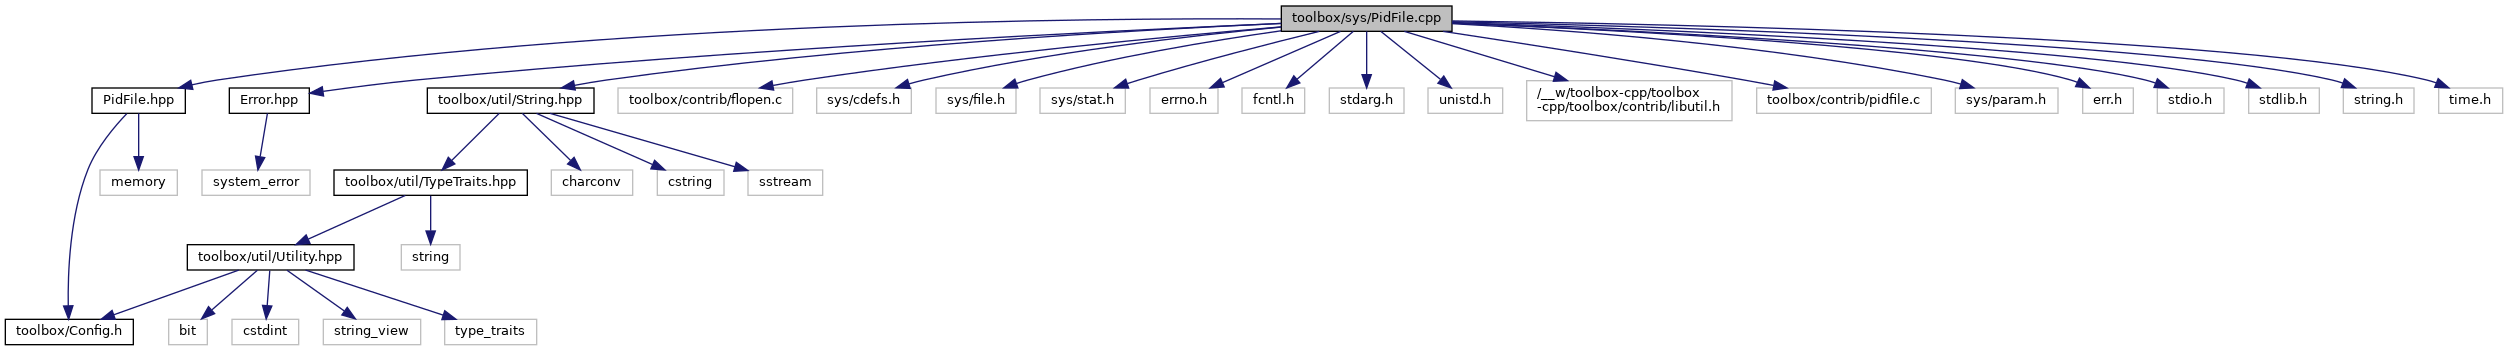 toolbox/sys/PidFile.cpp
PidFile.hpp
Error.hpp
toolbox/util/String.hpp
toolbox/contrib/flopen.c
sys/cdefs.h
sys/file.h
sys/stat.h
errno.h
fcntl.h
stdarg.h
unistd.h
/__w/toolbox-cpp/toolbox
-cpp/toolbox/contrib/libutil.h
toolbox/contrib/pidfile.c
sys/param.h
err.h
stdio.h
stdlib.h
string.h
time.h
memory
system_error
toolbox/util/TypeTraits.hpp
charconv
cstring
sstream
toolbox/util/Utility.hpp
string
toolbox/Config.h
bit
cstdint
string_view
type_traits